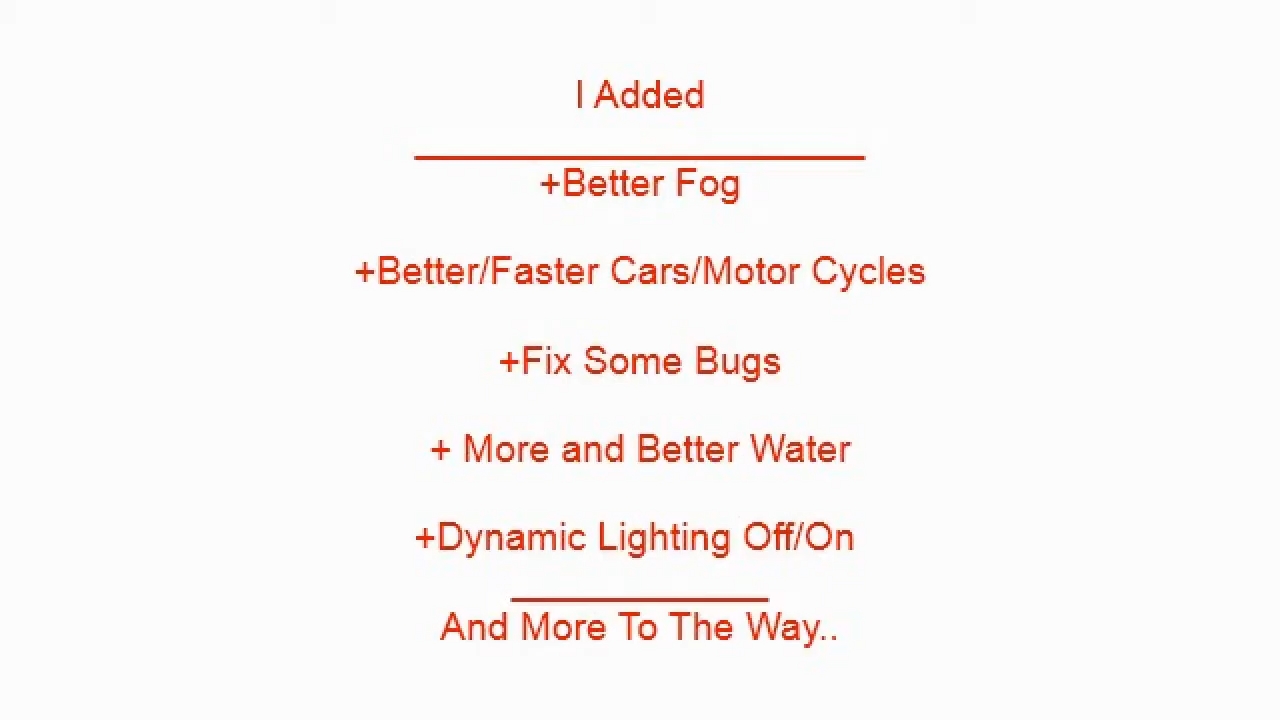 I Added
+Better Fog
+Better/Faster Cars/Motor Cycles
+Fix Some Bugs
+ More and Better Water
+Dynamic Lighting Off/On
And More To The Way..